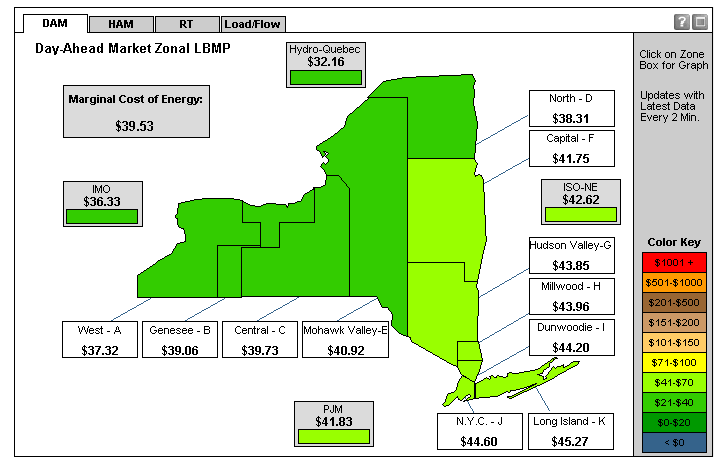 DAM
HAM
RT
Load/Flow
?
Day-Ahead Market Zonal LBMP
Hydro-Quebec
$32.16
Click on Zone
Box for Graph
Updates with
Latest Data
Every 2 Min.
Marginal Cost of Energy:
$39.53
North - D
$38.31
Capital - F
$41.75
IMO
$36.33
ISO-NE
$42.62
Hudson Valley-G
$43.85
Millwood - H
$43.96
Dunwoodie - I
$44.20
West - A
$37.32
Genesee - B
$39.06
Central - C
$39.73
Mohawk Valley-E
$40.92
PJM
$41.83
N.Y.C. - J
$44.60
Long Island - K
$45.27
Color Key
$1001 +
$501-$1000
$201-$500
$151-$200
$101-$150
$71-$100
$41-$70
$21-$40
$0-$20
< $0